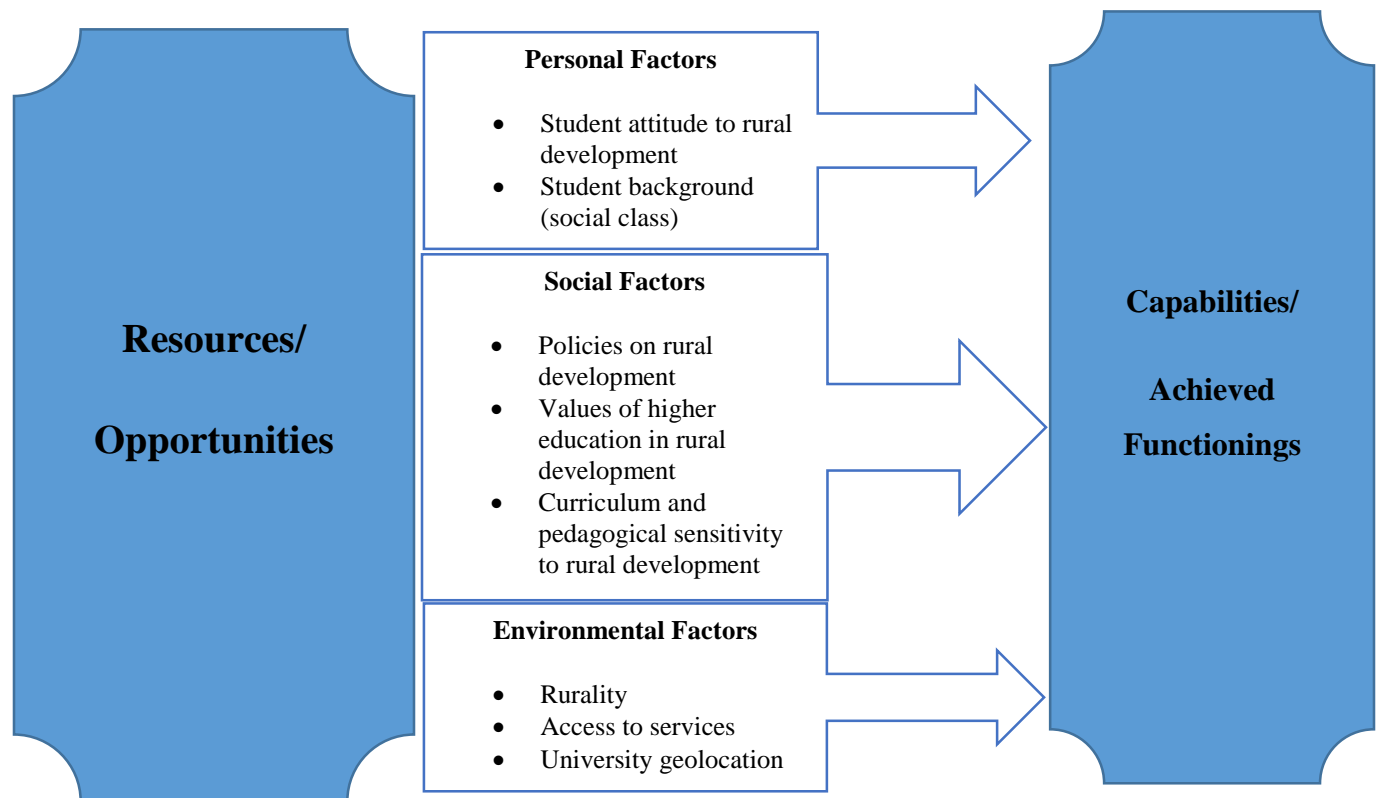 Resources/
Opportunities
Personal Factors
• Student attitude to rural
development
• Student background
(social class)
Social Factors
• Policies on rural
development
• Values of higher
education in rural
development
• Curriculum and
pedagogical sensitivity
to rural development
Environmental Factors
• Rurality
• Access to services
• University geolocation
Capabilities/
Achieved
Functionings